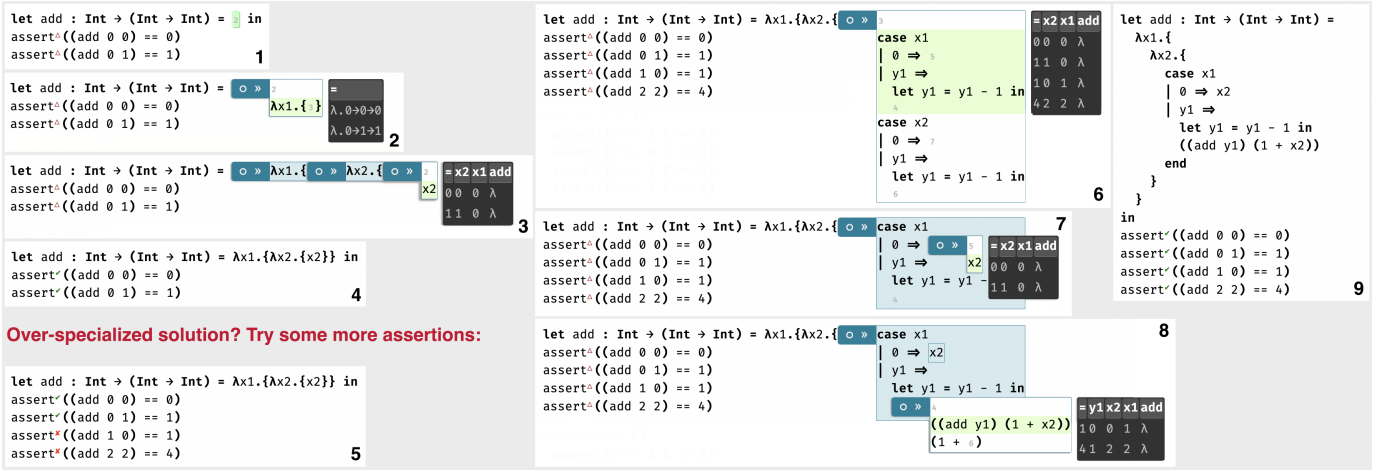 let add : Int → (Int → Int) = 2 in
assert△((add 0 0) == 0)
assert△((add 0 1) == 1)
1
let add : Int → (Int → Int) = ○ » 2
λx1.{3}
assert△((add 0 0) == 0)
assert△((add 0 1) == 1)
=
λ.0→0→0
λ.0→1→1
2
let add : Int → (Int → Int) = ○ » λx1.{ ○ » λx2.{ ○ » 2
x2
assert△((add 0 0) == 0)
assert△((add 0 1) == 1)
= x2 x1 add
0 0 0 λ
1 1 0 λ
3
let add : Int → (Int → Int) = λx1.{λx2.{x2}} in
assert✓((add 0 0) == 0)
assert✓((add 0 1) == 1)
4
Over-specialized solution? Try some more assertions:
let add : Int → (Int → Int) = λx1.{λx2.{x2}} in
assert✓((add 0 0) == 0)
assert✓((add 0 1) == 1)
assert✘((add 1 0) == 1)
assert✘((add 2 2) == 4)
5
let add : Int → (Int → Int) = λx1.{λx2.{ ○ » 3
assert△((add 0 0) == 0)
assert△((add 0 1) == 1)
assert△((add 1 0) == 1)
assert△((add 2 2) == 4)
case x1
| 0 ⇒ 5
| y1 ⇒
let y1 = y1 - 1 in
4
case x2
| 0 ⇒ 7
| y1 ⇒
let y1 = y1 - 1 in
6
= x2 x1 add
0 0 0 λ
1 1 0 λ
1 0 1 λ
4 2 2 λ
6
let add : Int → (Int → Int) = λx1.{λx2.{ ○ » case x1
assert△((add 0 0) == 0)
assert△((add 0 1) == 1)
assert△((add 1 0) == 1)
assert△((add 2 2) == 4)
| 0 ⇒ ○ » 5
x2
| y1 ⇒
let y1 = y1 -
4
= x2 x1 add
0 0 0 λ
1 1 0 λ
7
let add : Int → (Int → Int) = λx1.{λx2.{ ○ » case x1
assert△((add 0 0) == 0)
assert△((add 0 1) == 1)
assert△((add 1 0) == 1)
assert△((add 2 2) == 4)
| 0 ⇒ x2
| y1 ⇒
let y1 = y1 - 1 in
○ » 4
((add y1) (1 + x2))
(1 + 6)
= y1 x2 x1 add
1 0 0 1 λ
4 1 2 2 λ
8
let add : Int → (Int → Int) =
λx1.{
λx2.{
case x1
| 0 ⇒ x2
| y1 ⇒
let y1 = y1 - 1 in
((add y1) (1 + x2))
end
}
}
in
assert✓((add 0 0) == 0)
assert✓((add 0 1) == 1)
assert✓((add 1 0) == 1)
assert✓((add 2 2) == 4)
9